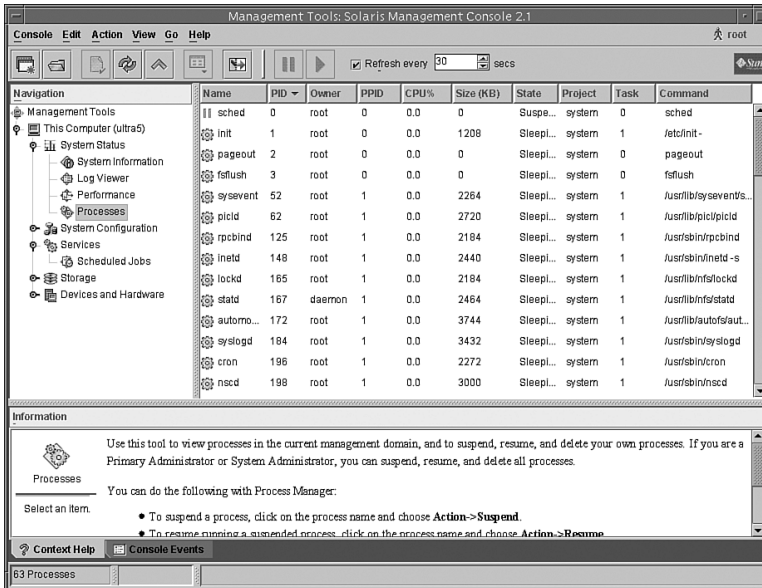 Management Tools: Solaris Management Console 2.1
Console Edit Action View Go Help root
Refresh every 30 secs Sun
Navigation
Management Tools
This Computer (ultra5)
System Status
System Information
Log Viewer
Performance
Processes
System Configuration
Services
Scheduled Jobs
Storage
Devices and Hardware
Name PID Owner PPID CPU% Size (KB) State Project Task Command
sched 0 root 0 0.0 0 Suspe... system 0 sched
init 1 root 0 0.0 1208 Sleepi... system 1 /etc/init-
pageout 2 root 0 0.0 0 Sleepi... system 0 pageout
fsflush 3 root 0 0.0 0 Sleepi... system 0 fsflush
sysevent 52 root 1 0.0 2264 Sleepi... system 1 /usr/lib/sysevent/s...
picld 62 root 1 0.0 2720 Sleepi... system 1 /usr/lib/picl/picld
rpcbind 125 root 1 0.0 2184 Sleepi... system 1 /usr/sbin/rpcbind
inetd 148 root 1 0.0 2440 Sleepi... system 1 /usr/sbin/inetd -s
lockd 165 root 1 0.0 2184 Sleepi... system 1 /usr/lib/nfs/lockd
statd 167 daemon 1 0.0 2464 Sleepi... system 1 /usr/lib/nfs/statd
automo... 172 root 1 0.0 3744 Sleepi... system 1 /usr/lib/autofs/aut...
syslogd 184 root 1 0.0 3432 Sleepi... system 1 /usr/sbin/syslogd
cron 196 root 1 0.0 2272 Sleepi... system 1 /usr/sbin/cron
nscd 198 root 1 0.0 3000 Sleepi... system 1 /usr/sbin/nscd
Information
Processes
Select an Item.
Use this tool to view processes in the current management domain, and to suspend, resume, and delete your own processes. If you are a
Primary Administrator or System Administrator, you can suspend, resume, and delete all processes.
You can do the following with Process Manager:
• To suspend a process, click on the process name and choose Action->Suspend.
• To resume running a suspended process, click on the process name and choose Action->Resume
Context Help Console Events
63 Processes